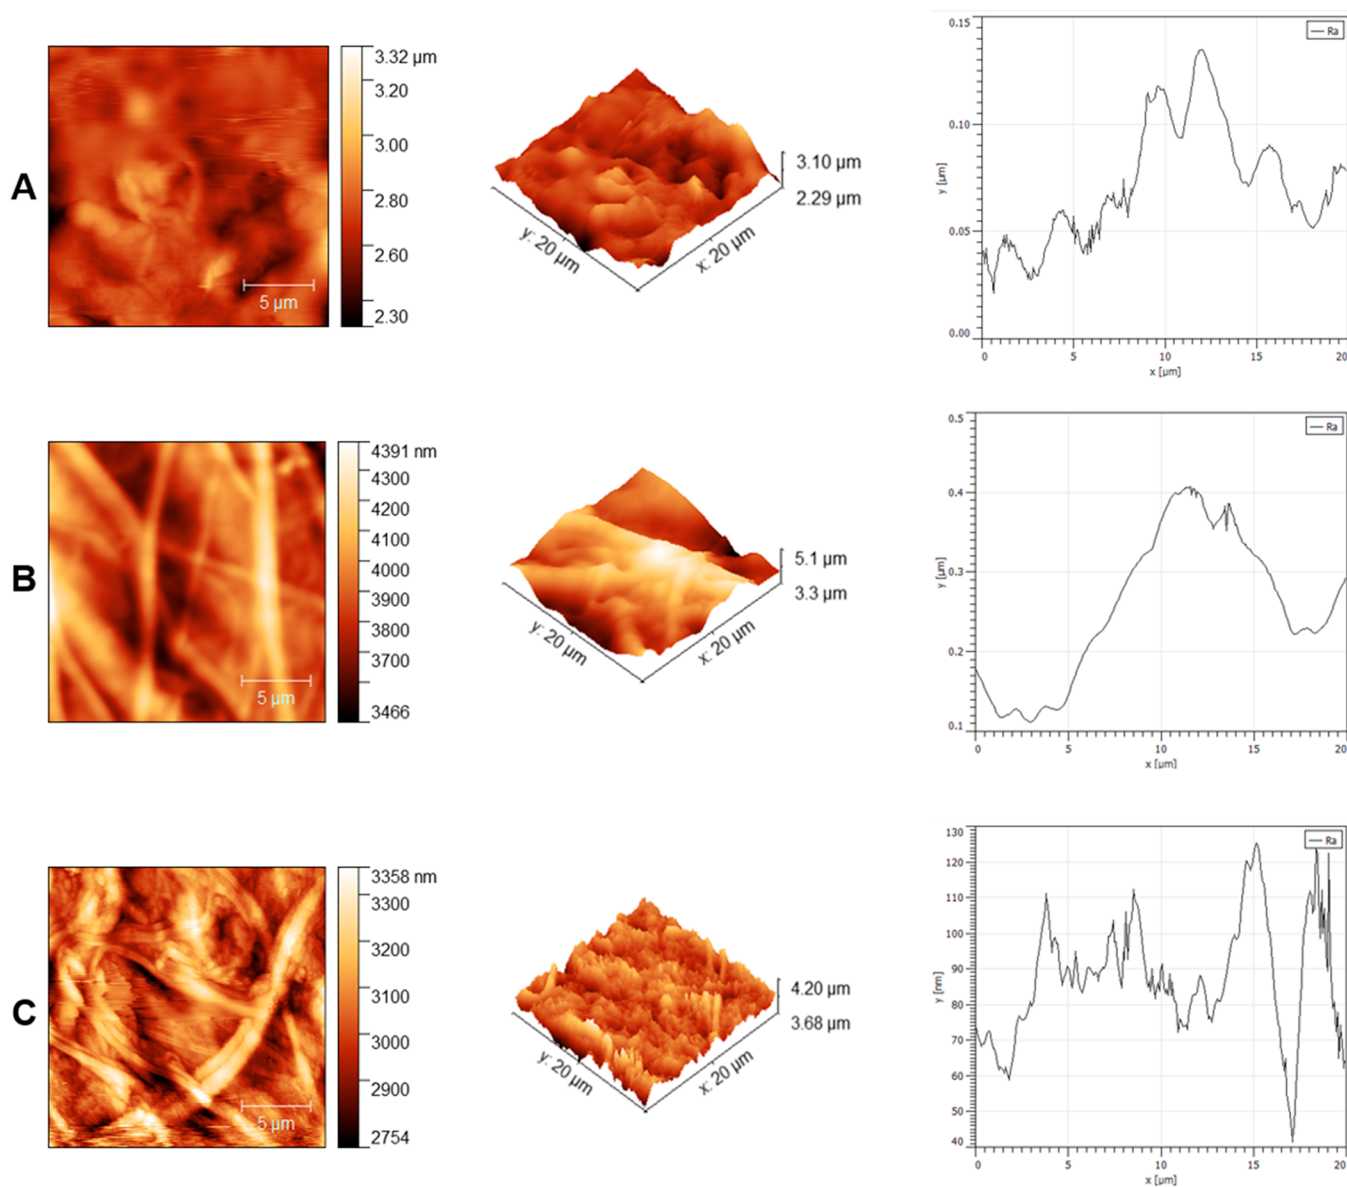 A
3.32 µm
3.20
3.00
2.80
2.60
2.30
5 µm
3.10 µm
2.29 µm
y: 20 µm
x: 20 µm
0.15
0.10
0.05
0.00
y [µm]
Ra
0 5 10 15 20
x [µm]
B
4391 nm
4300
4200
4100
4000
3900
3800
3700
3466
5 µm
5.1 µm
3.3 µm
y: 20 µm
x: 20 µm
0.5
0.4
0.3
0.2
0.1
y [µm]
Ra
0 5 10 15 20
x [µm]
C
3358 nm
3300
3200
3100
3000
2900
2754
5 µm
4.20 µm
3.68 µm
y: 20 µm
x: 20 µm
130
120
110
100
90
80
70
60
50
40
y [nm]
Ra
0 5 10 15 20
x [µm]